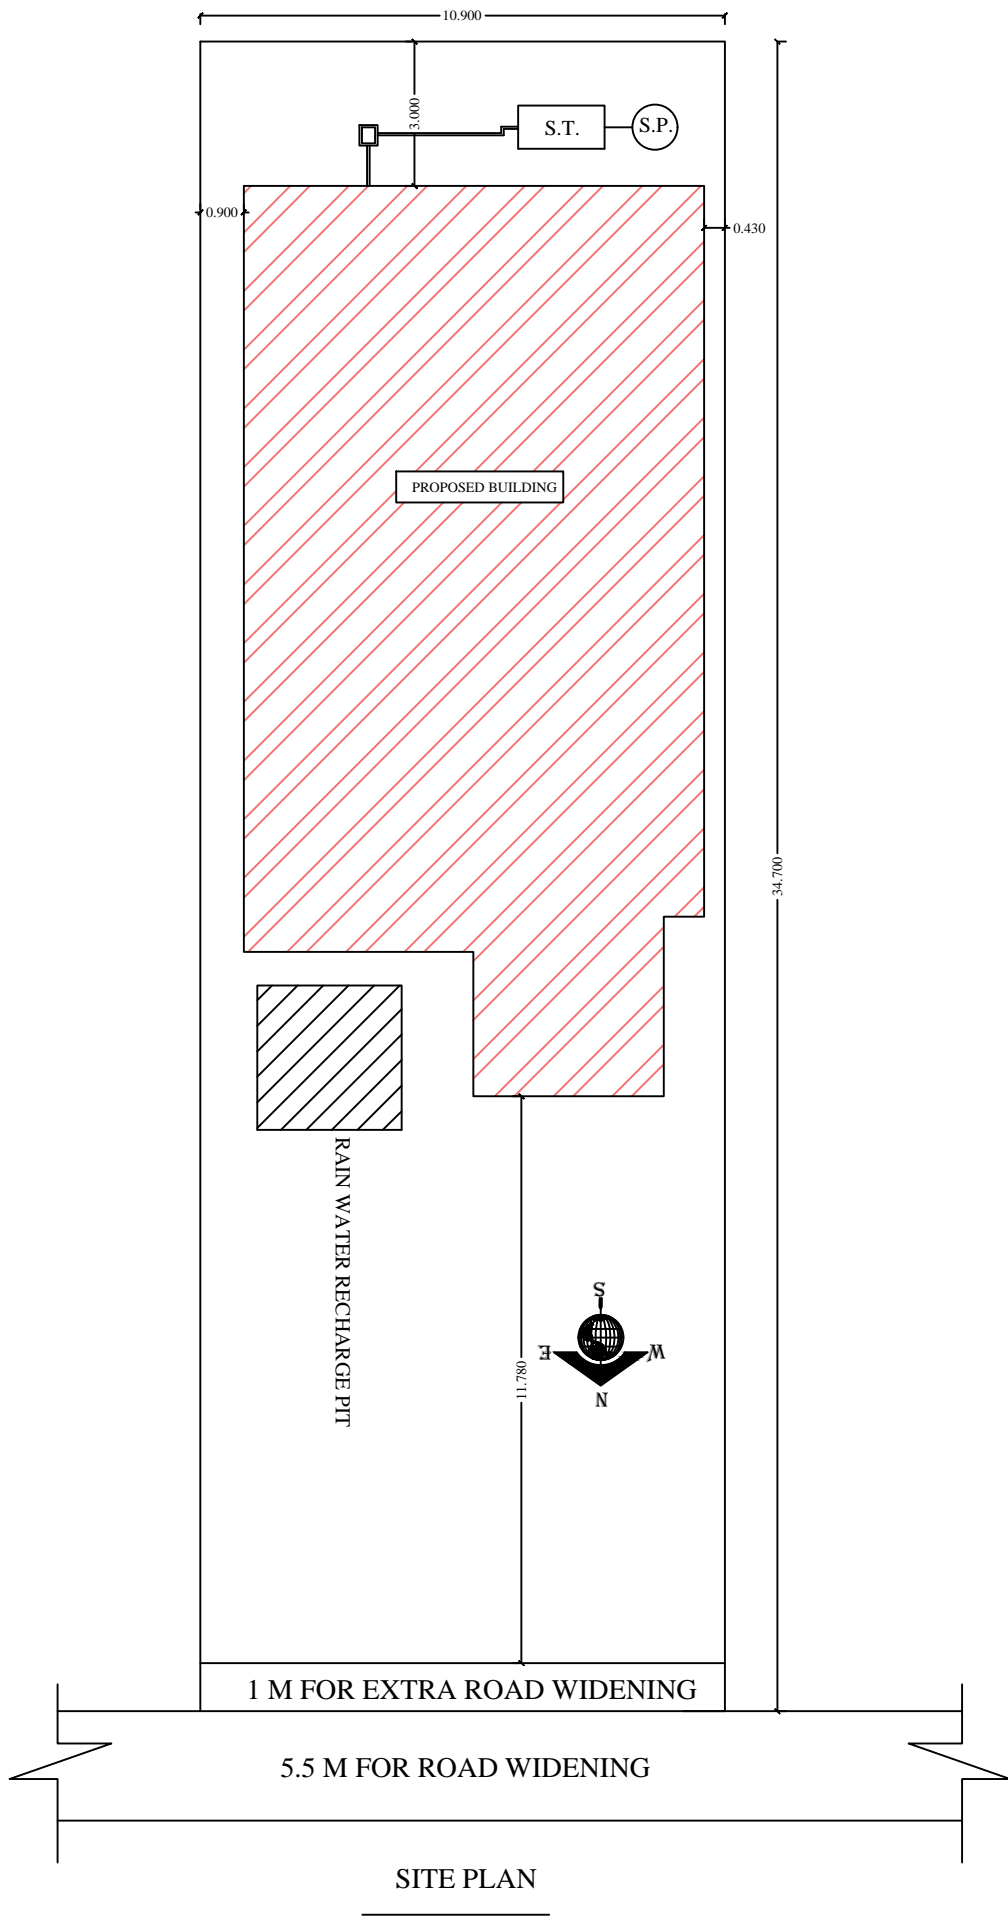 10.900
3.000
S.T.
S.P.
0.900
0.430
PROPOSED BUILDING
34.700
RAIN WATER RECHARGE PIT
S
E
W
N
11.780
1 M FOR EXTRA ROAD WIDENING
5.5 M FOR ROAD WIDENING
SITE PLAN